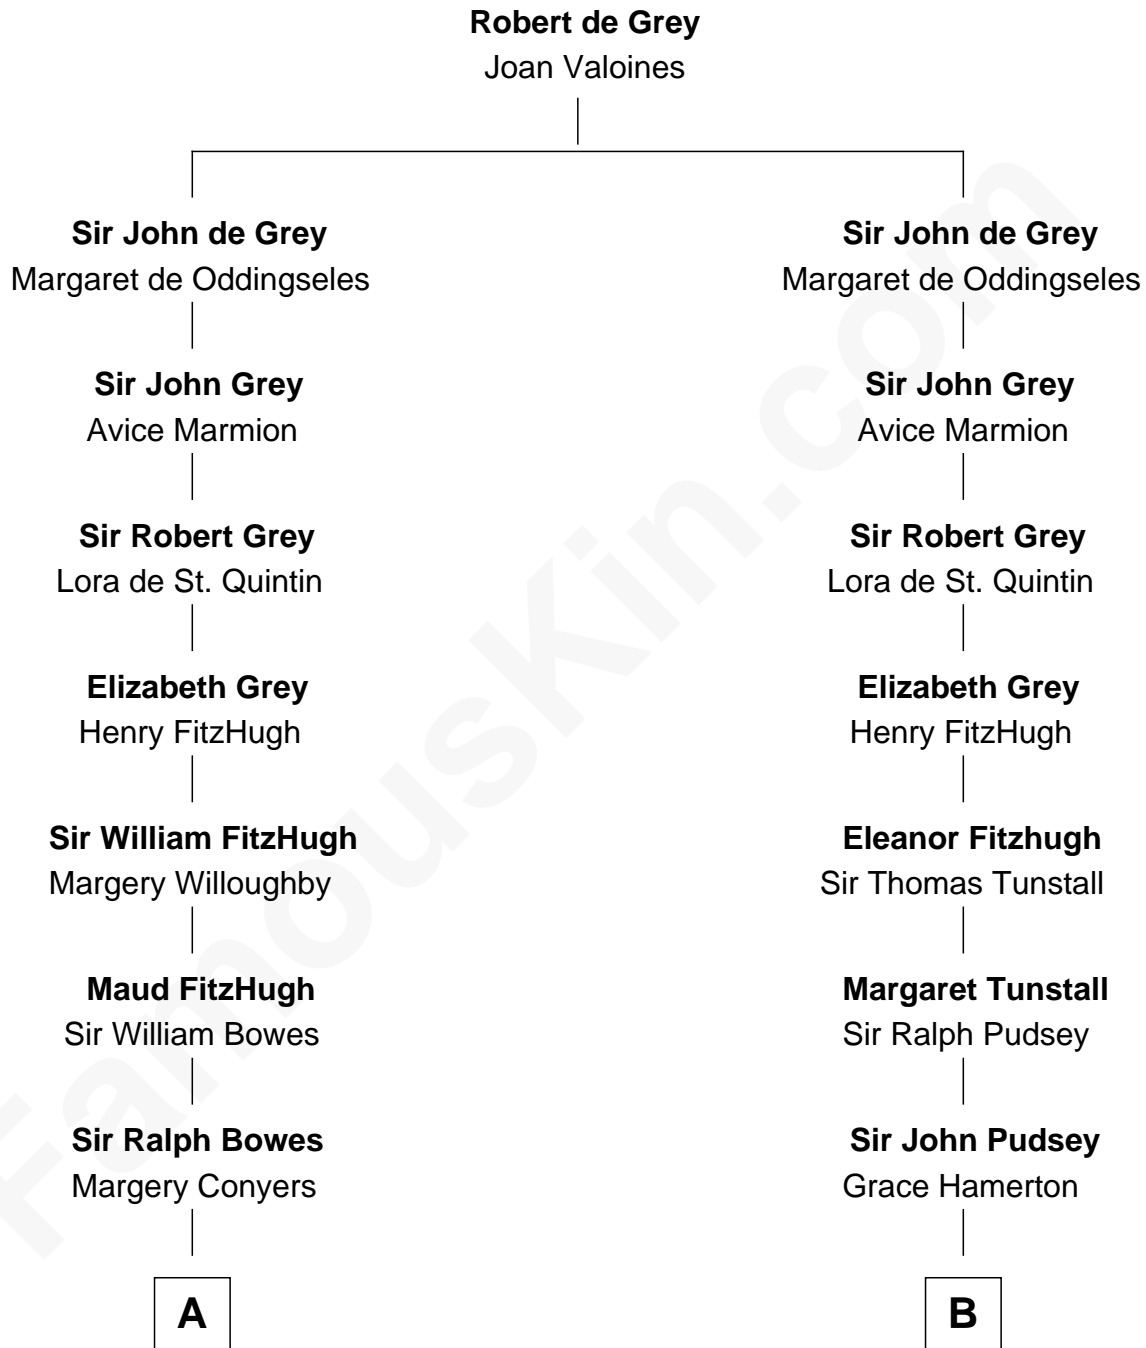 Robert de Grey
Joan Valoines
Sir John de Grey
Margaret de Oddingseles
Sir John de Grey
Margaret de Oddingseles
Sir John Grey
Avice Marmion
Sir John Grey
Avice Marmion
Sir Robert Grey
Lora de St. Quintin
Sir Robert Grey
Lora de St. Quintin
Elizabeth Grey
Henry FitzHugh
Elizabeth Grey
Henry FitzHugh
Sir William FitzHugh
Margery Willoughby
Eleanor Fitzhugh
Sir Thomas Tunstall
Maud FitzHugh
Sir William Bowes
Margaret Tunstall
Sir Ralph Pudsey
Sir Ralph Bowes
Margery Conyers
Sir John Pudsey
Grace Hamerton
A
B
FamousKin.com